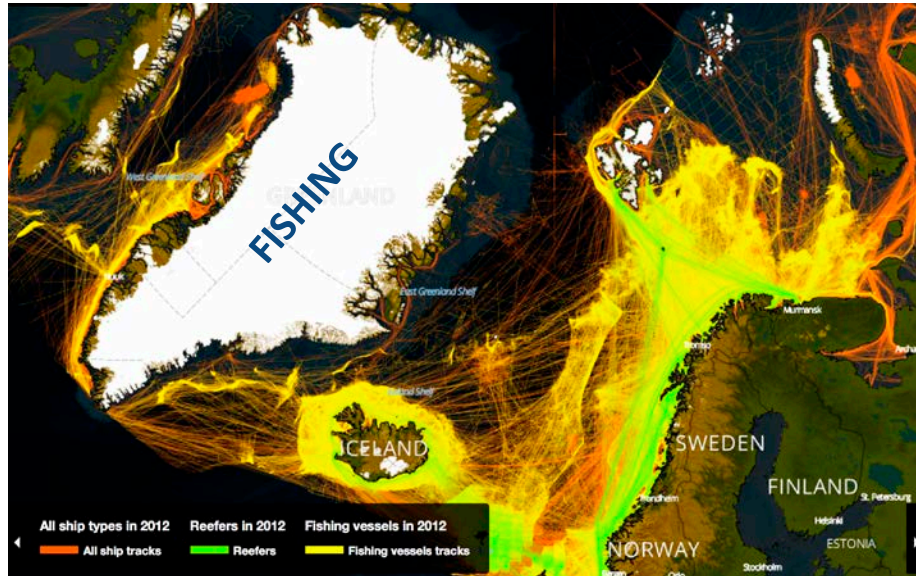 FISHING
GREENLAND
West Greenland Shelf
East Greenland Shelf
Murmansk
Tromso
ICELAND
SWEDEN
FINLAND
St. Petersburg
Helsinki
ESTONIA
NORWAY
Stockholm
All ship types in 2012
Reefers in 2012
Fishing vessels in 2012
All ship tracks
Reefers
Fishing vessels tracks